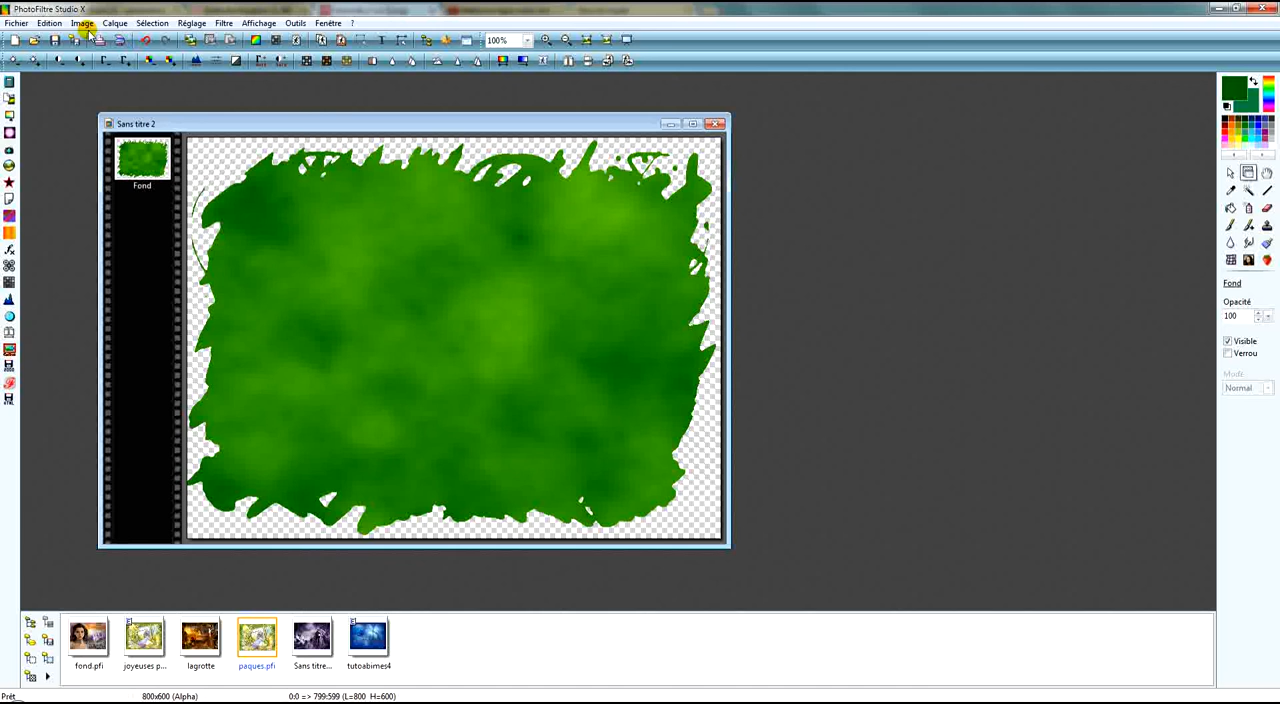 PhotoFiltre Studio X
Fichier Edition Image Calque Sélection Réglage Filtre Affichage Outils Fenêtre ?
100%
Sans titre 2
Fond
Fond
Opacité
100
Visible
Verrou
Mode
Normal
fond.pfi joyeuses p... lagrotte paques.pfi Sans titre... tutoabimes4
Prêt 800x600 (Alpha) 0:0 => 799:599 (L=800 H=600)